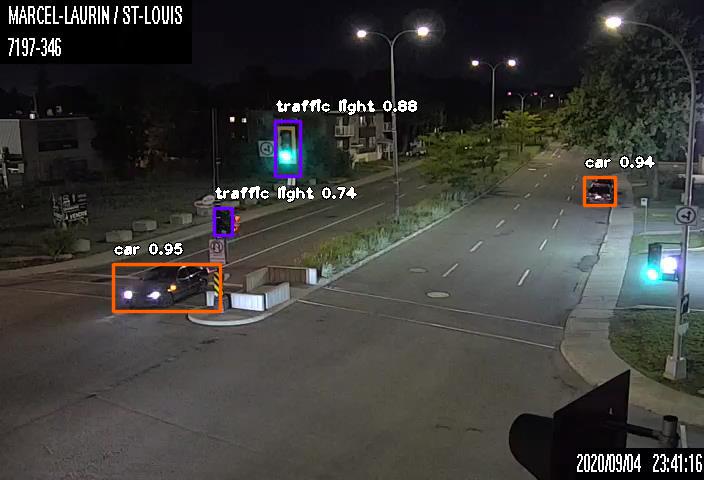 MARCEL-LAURIN / ST-LOUIS
7197-346
traffic light 0.88
car 0.94
traffic light 0.74
car 0.95
2020/09/04 23:41:16